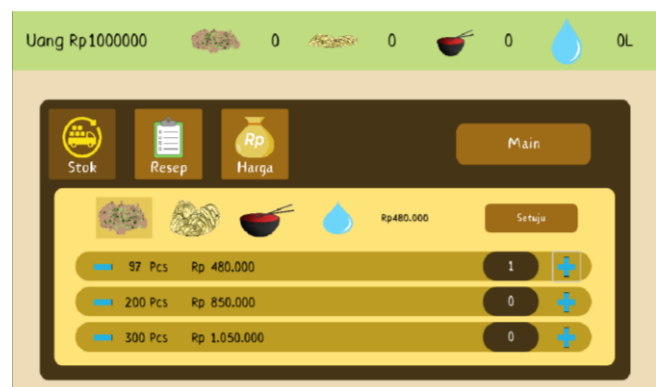 Uang Rp1000000 0 0 0 0L
Rp
Stok Resep Harga Main
Rp480.000 Setuju
97 Pcs Rp 480.000 1
200 Pcs Rp 850.000 0
300 Pcs Rp 1.050.000 0